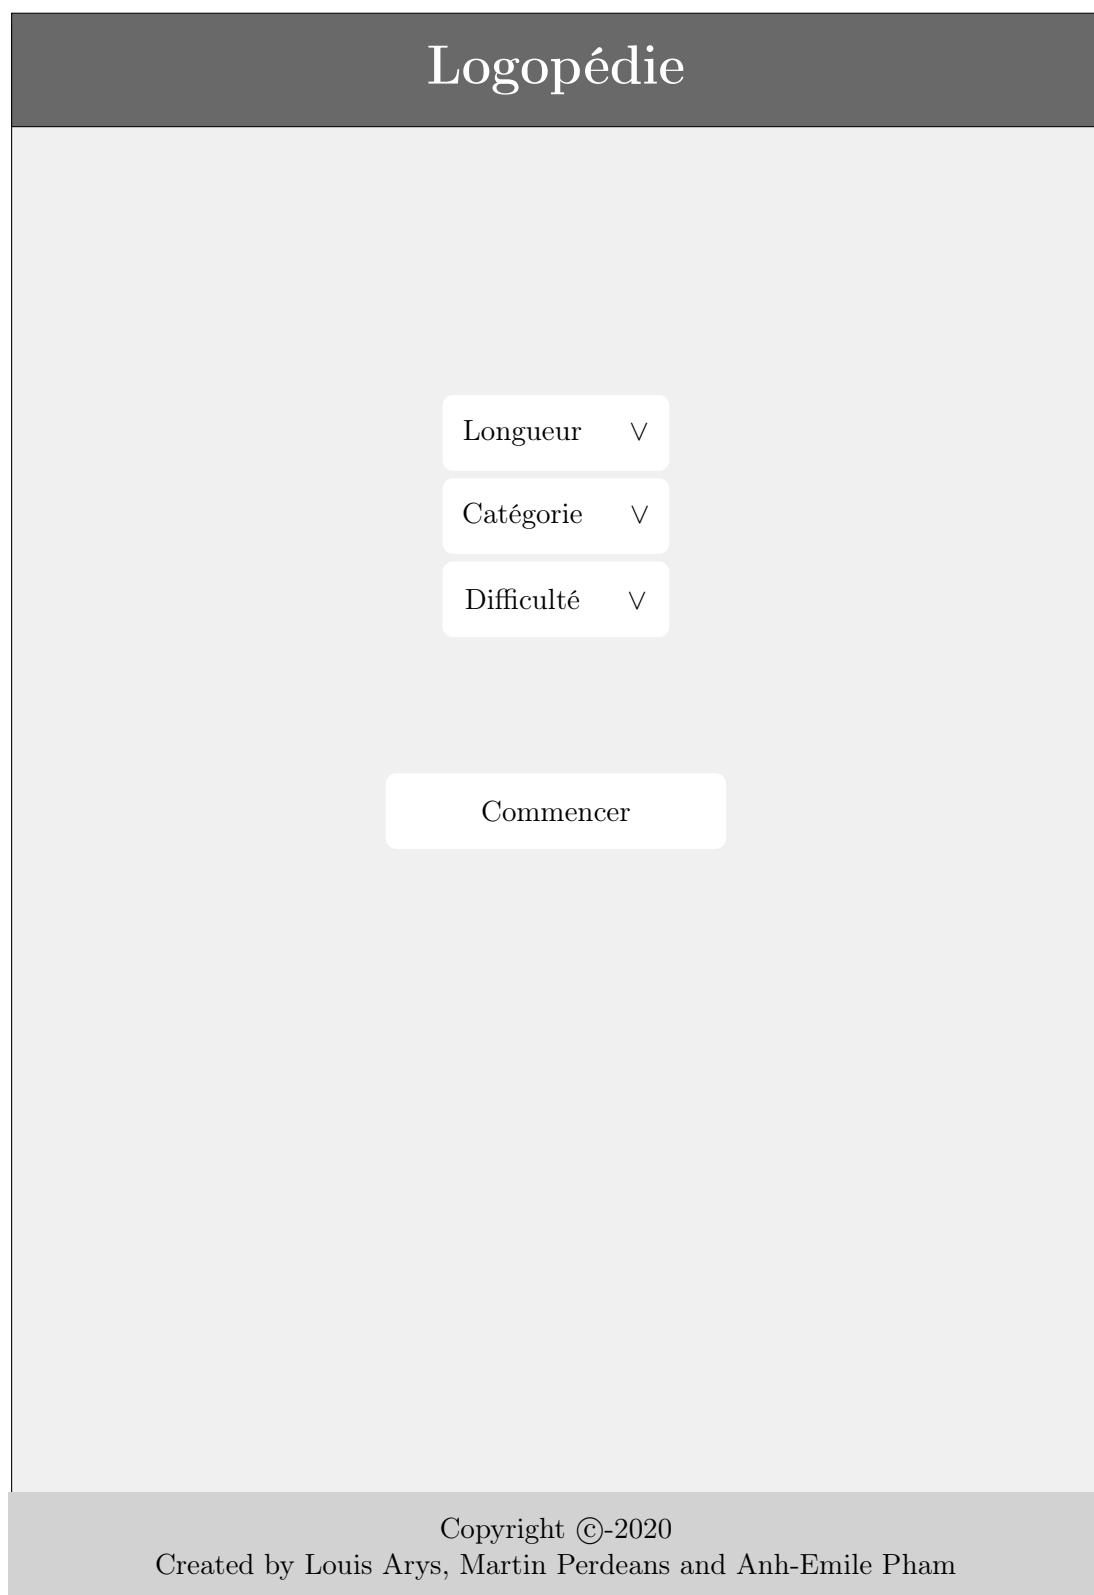 Logopédie
Longueur ∨
Catégorie ∨
Difficulté ∨
Commencer
Copyright ©-2020
Created by Louis Arys, Martin Perdeans and Anh-Emile Pham